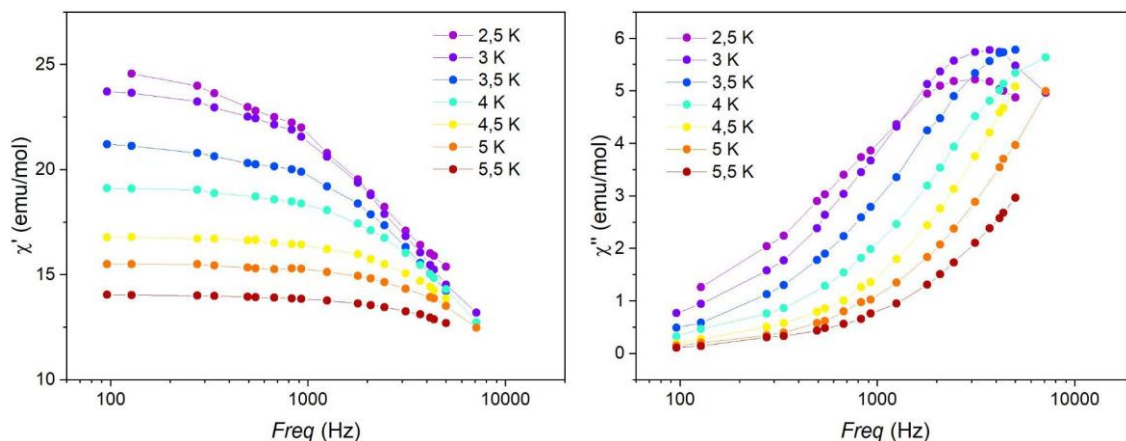 χ' (emu/mol)
25
20
15
10
2,5 K
3 K
3,5 K
4 K
4,5 K
5 K
5,5 K
100
1000
10000
Freq (Hz)
χ'' (emu/mol)
6
5
4
3
2
1
0
2,5 K
3 K
3,5 K
4 K
4,5 K
5 K
5,5 K
100
1000
10000
Freq (Hz)